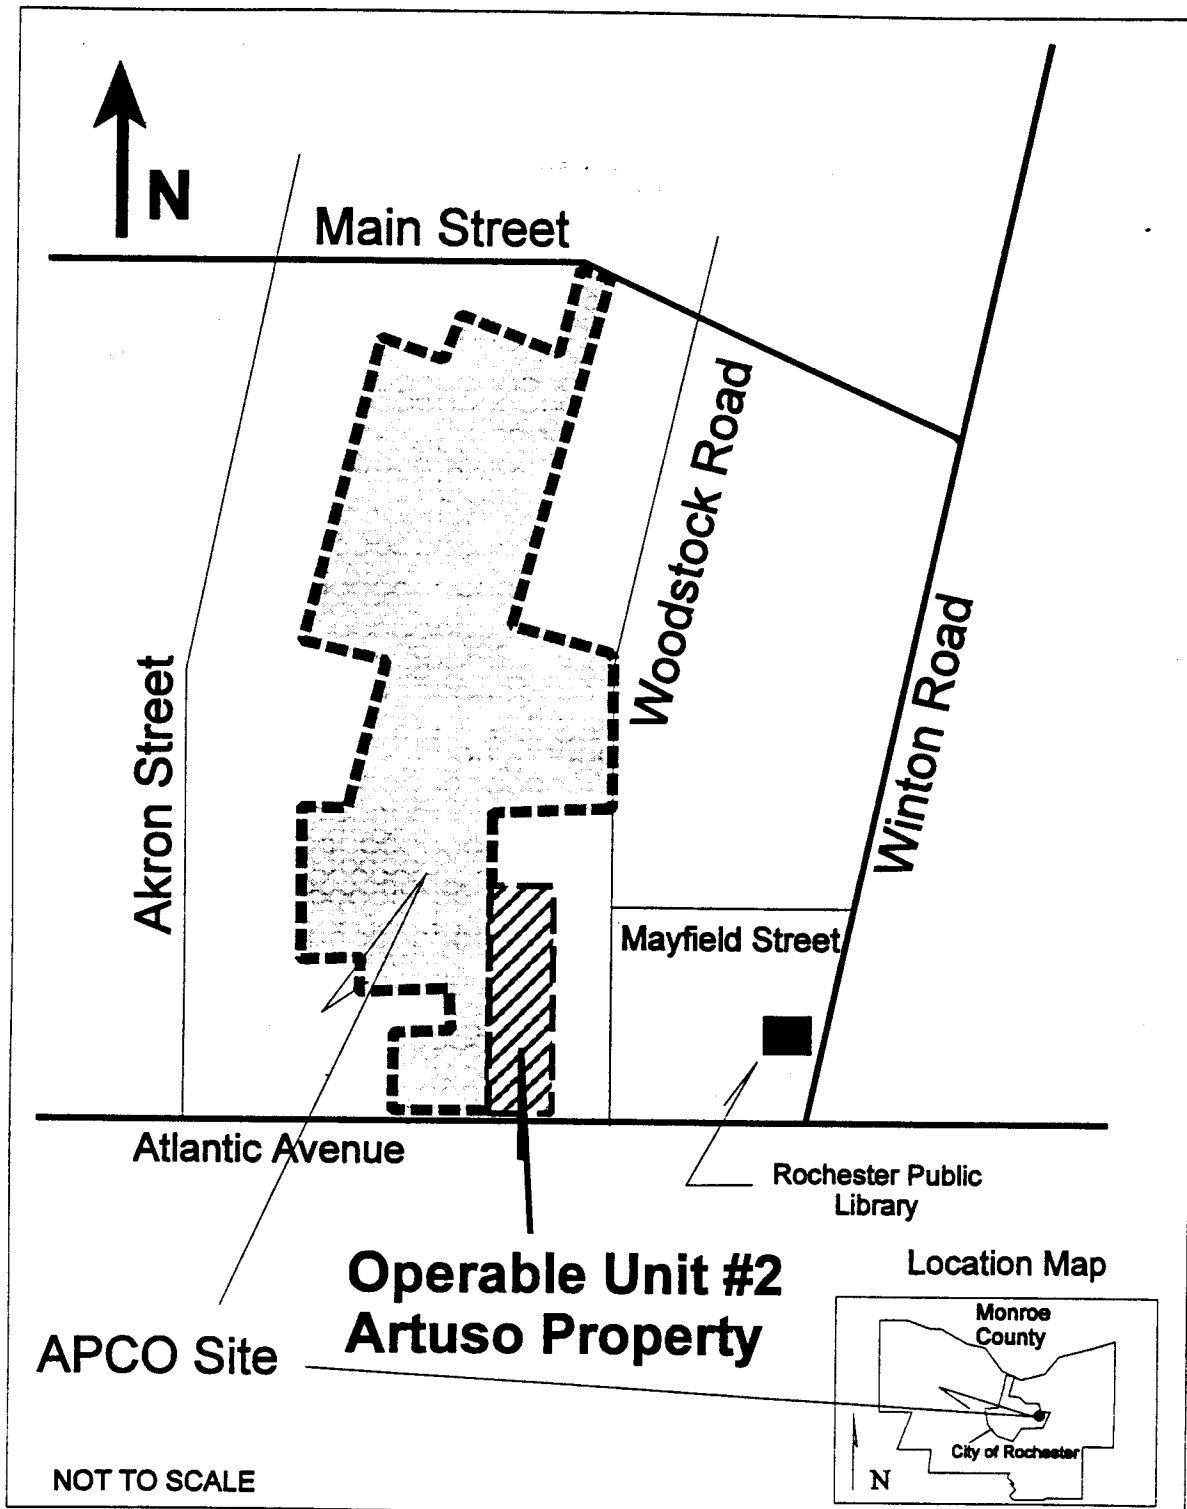 N
Main Street
Woodstock Road
Winton Road
Akron Street
Mayfield Street
Atlantic Avenue
Rochester Public
Library
Operable Unit #2
Artuso Property
APCO Site
Location Map
Monroe
County
City of Rochester
N
NOT TO SCALE